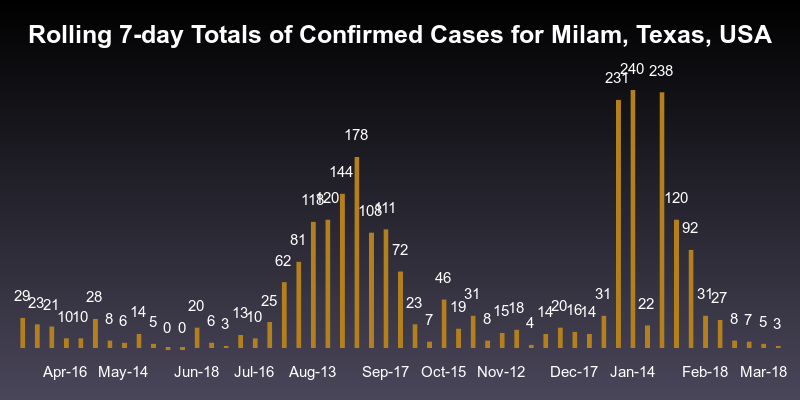 Rolling 7-day Totals of Confirmed Cases for Milam, Texas, USA
29 23 21 10 10 28 8 6 14 5 0 0 20 6 3 13 10 25 62 81 118 120 144 178 108 111 72 23 7 46 19 31 8 15 18 4 14 20 16 14 31 231 240 22 238 120 92 31 27 8 7 5 3
Apr-16 May-14 Jun-18 Jul-16 Aug-13 Sep-17 Oct-15 Nov-12 Dec-17 Jan-14 Feb-18 Mar-18